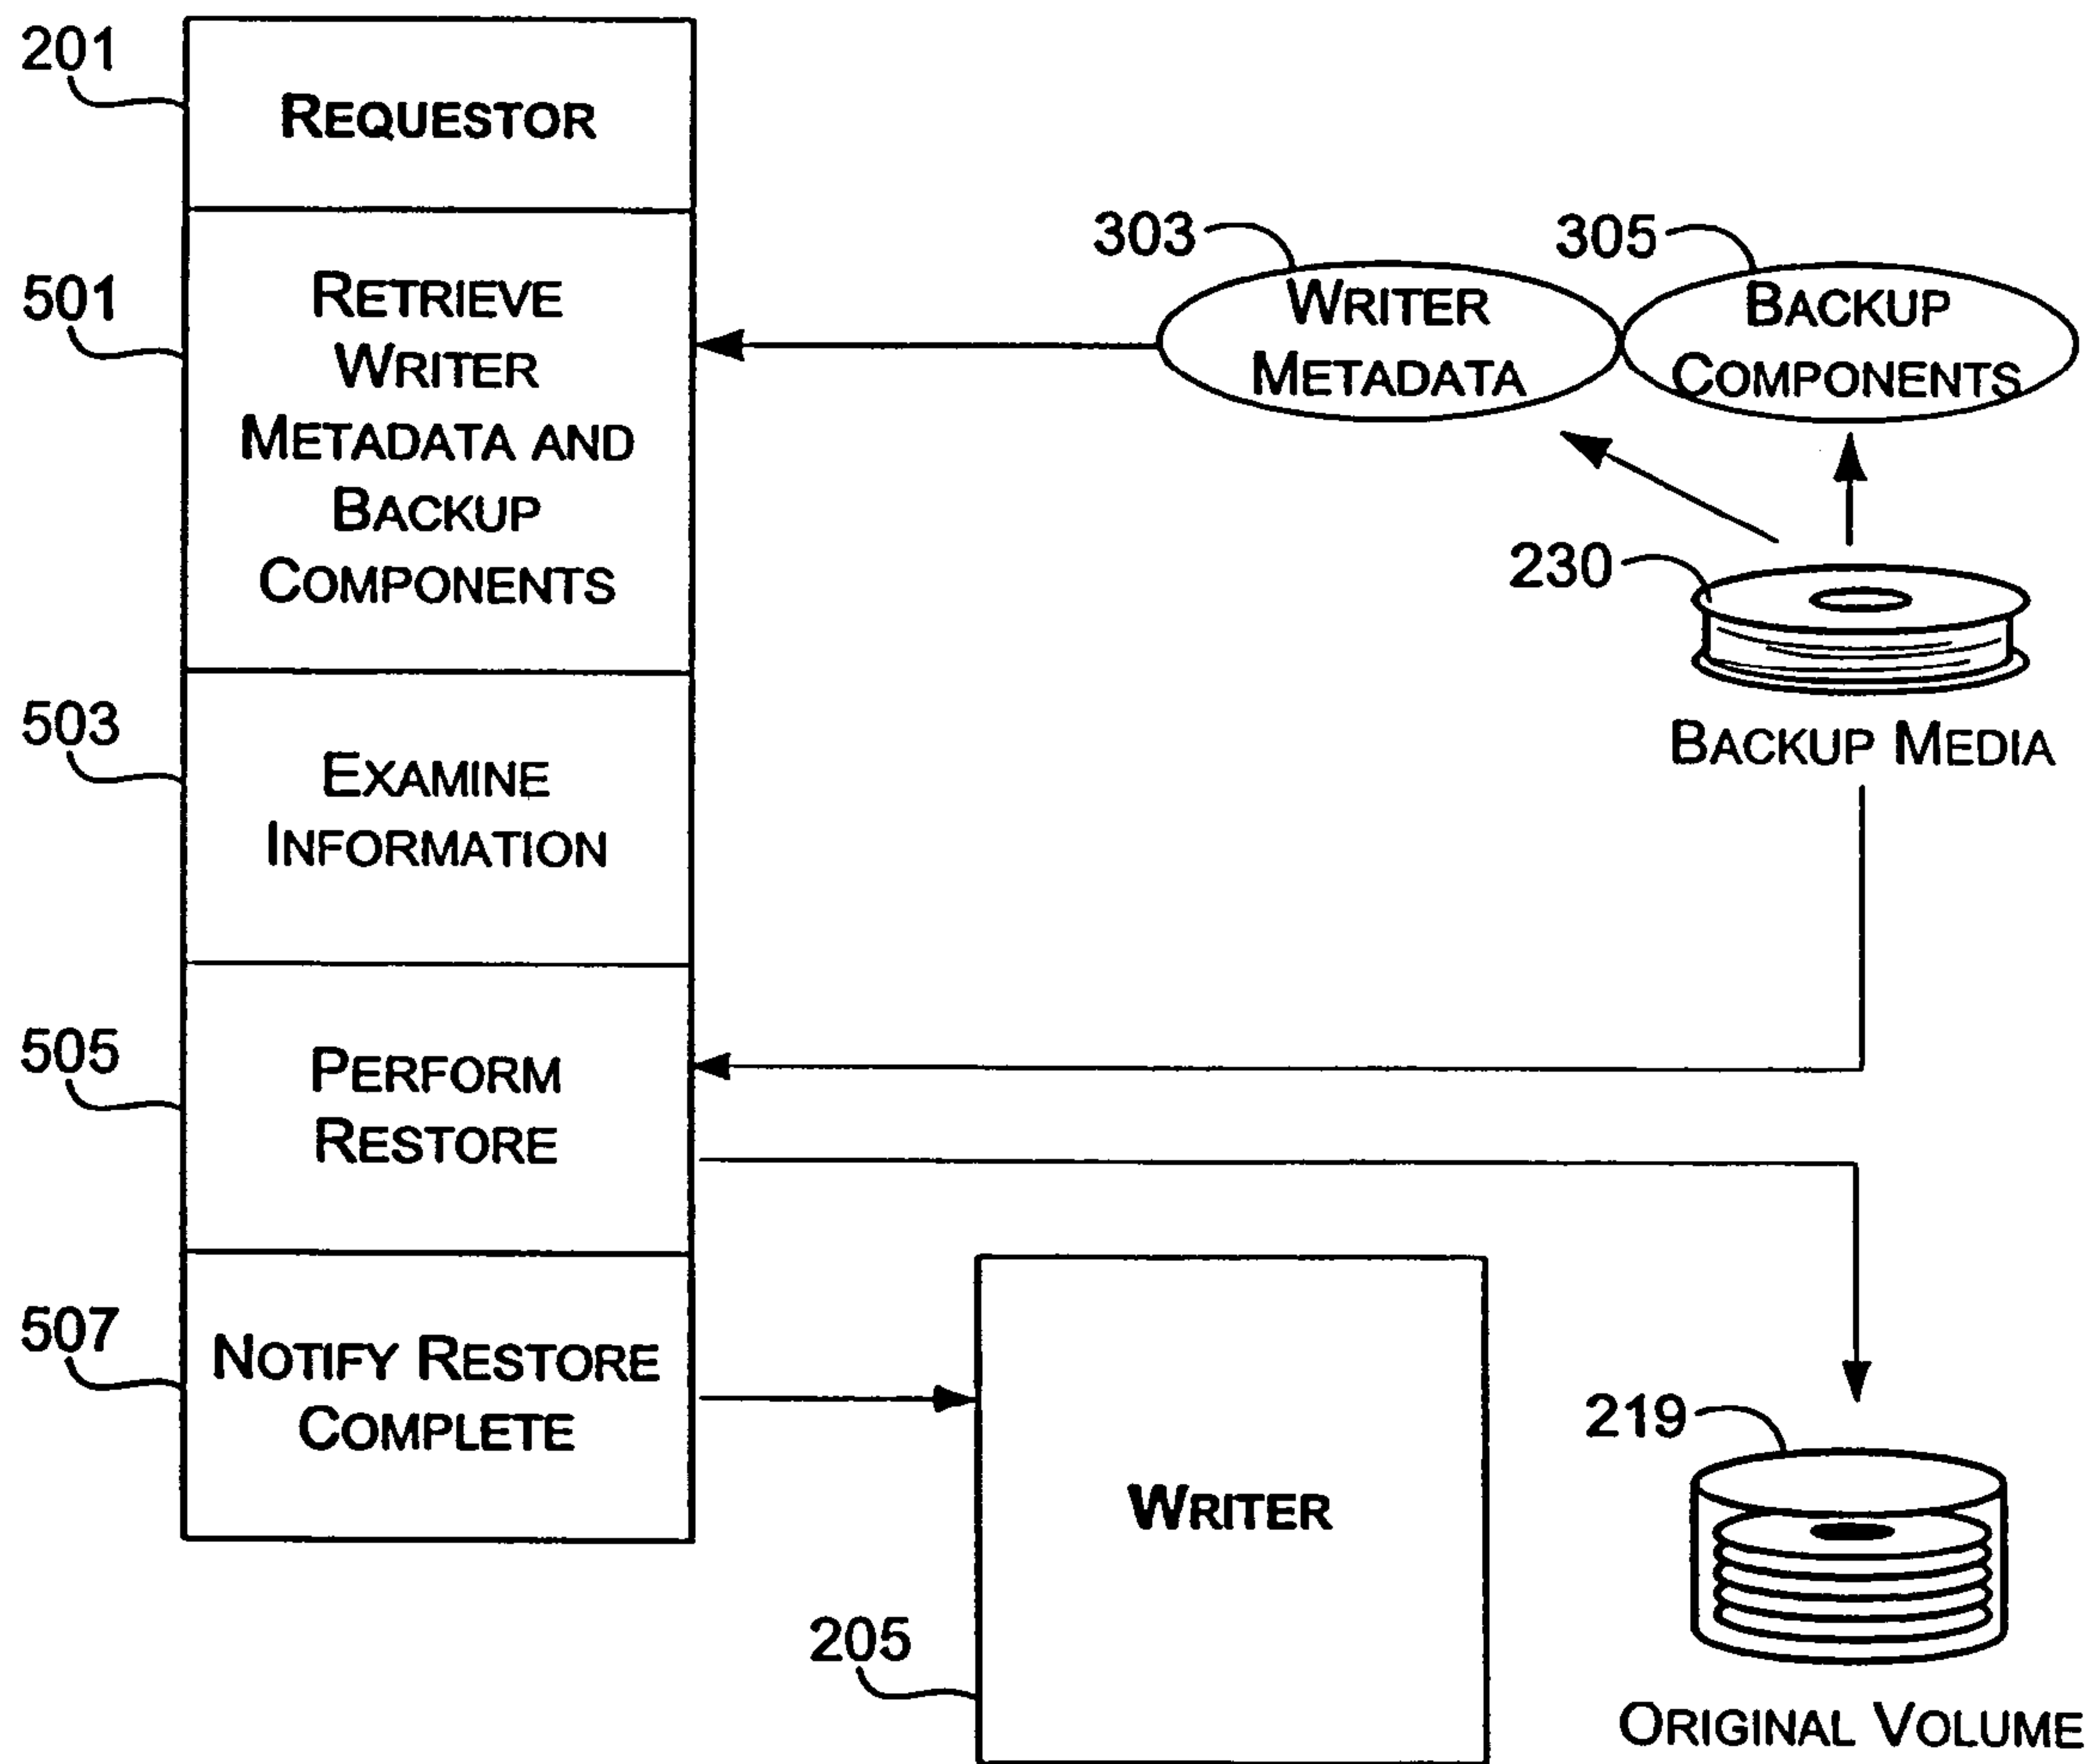 201
REQUESTOR
501
RETRIEVE
WRITER
METADATA AND
BACKUP
COMPONENTS
303
WRITER
METADATA
305
BACKUP
COMPONENTS
230
BACKUP MEDIA
503
EXAMINE
INFORMATION
505
PERFORM
RESTORE
507
NOTIFY RESTORE
COMPLETE
WRITER
205
219
ORIGINAL VOLUME